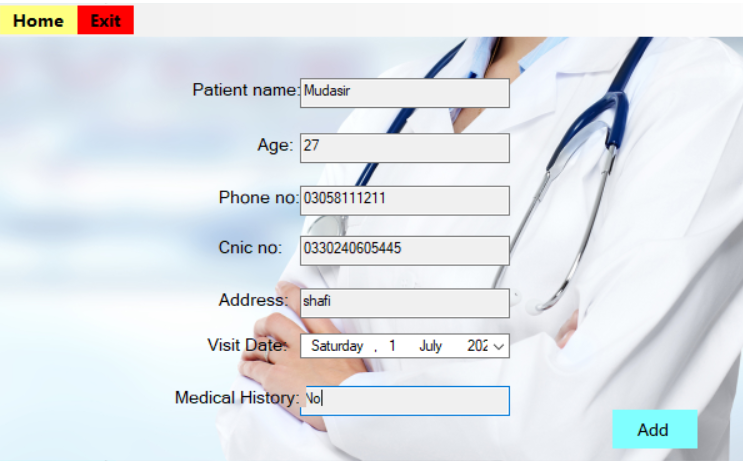 Home Exit
Patient name: Mudasir
Age: 27
Phone no: 03058111211
Cnic no: 0330240605445
Address: shafi
Visit Date: Saturday , 1 July 202
Medical History: No
Add